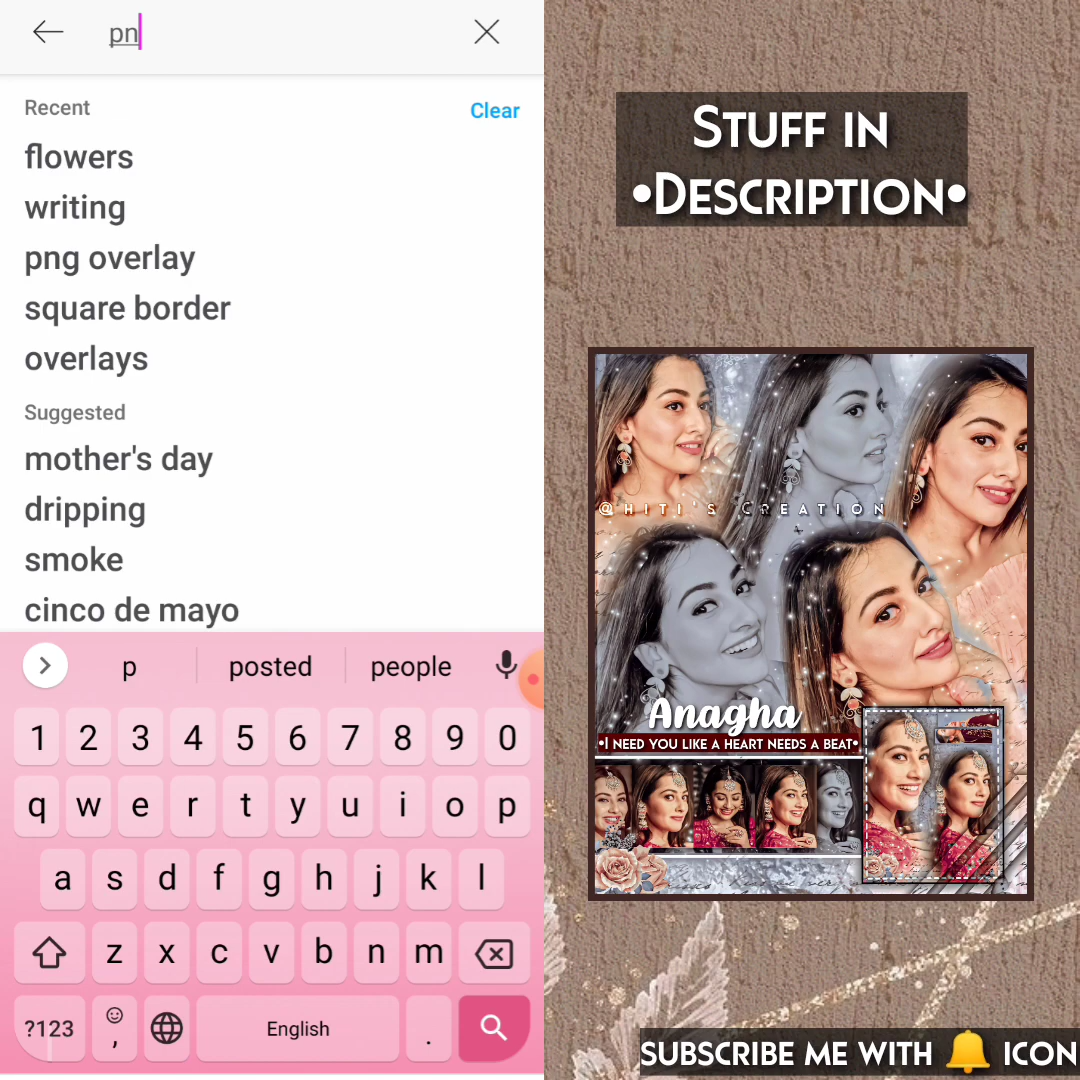 pn
Recent
Clear
flowers
writing
png overlay
square border
overlays
Suggested
mother's day
dripping
smoke
cinco de mayo
p posted people
1 2 3 4 5 6 7 8 9 0
q w e r t y u i o p
a s d f g h j k l
z x c v b n m
?123 , English .
STUFF IN
•DESCRIPTION•
@HITI'S CREATION
Anagha
•I NEED YOU LIKE A HEART NEEDS A BEAT•
SUBSCRIBE ME WITH 🔔 ICON